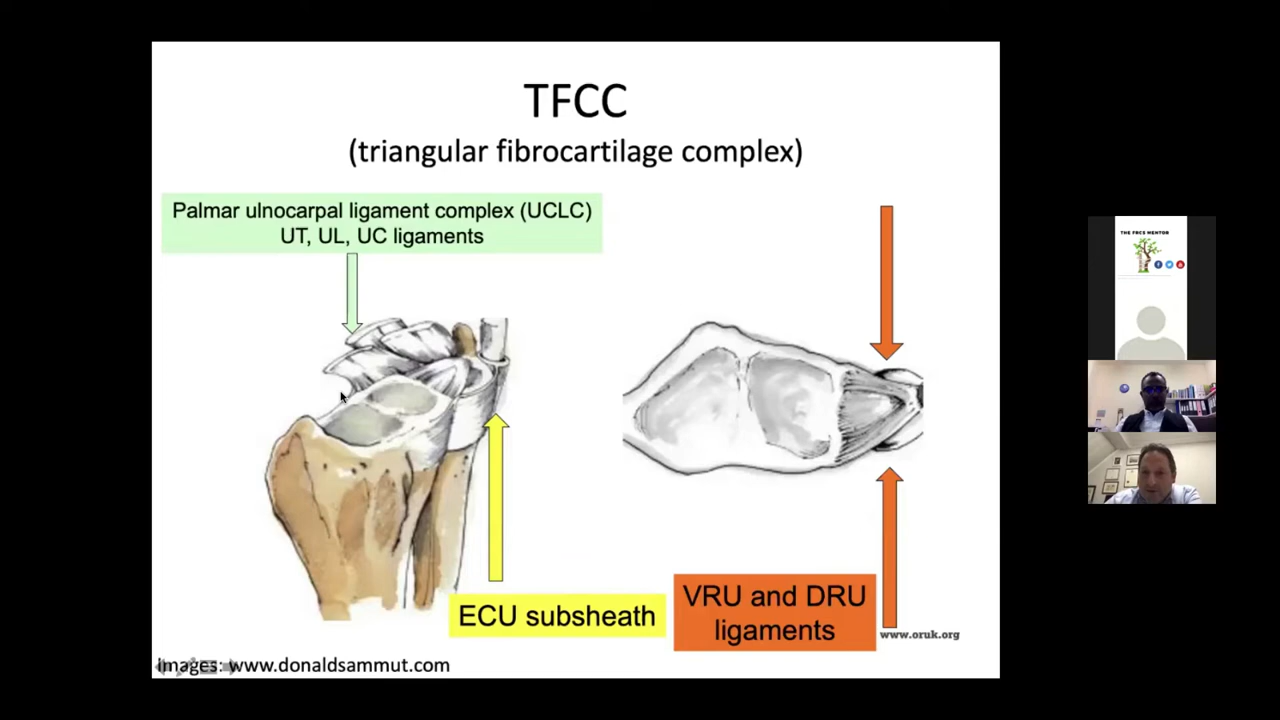 TFCC
(triangular fibrocartilage complex)
Palmar ulnocarpal ligament complex (UCLC)
UT, UL, UC ligaments
ECU subsheath
VRU and DRU
ligaments
www.oruk.org
Images: www.donaldsammut.com
THE FRCS MENTOR